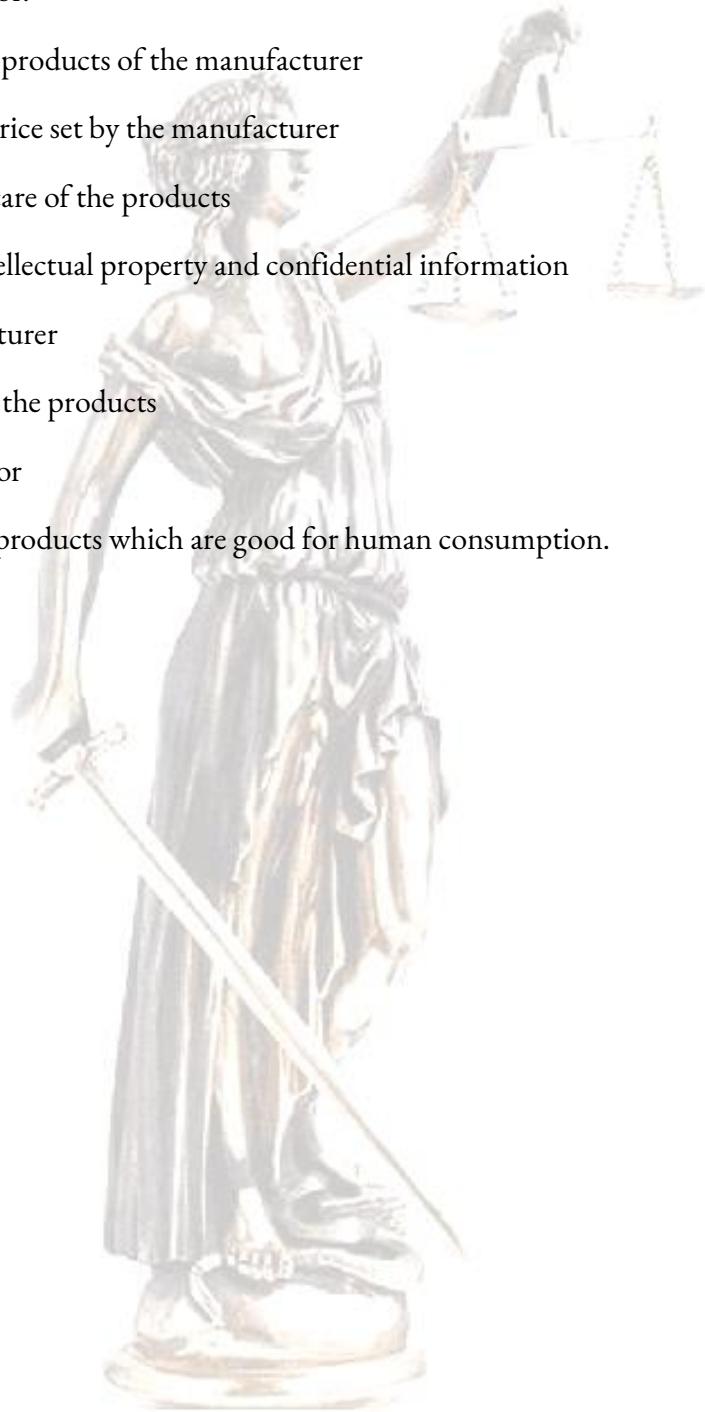 products of the manufacturer
rice set by the manufacturer
are of the products
ellectual property and confidential information
turer
the products
or
products which are good for human consumption.